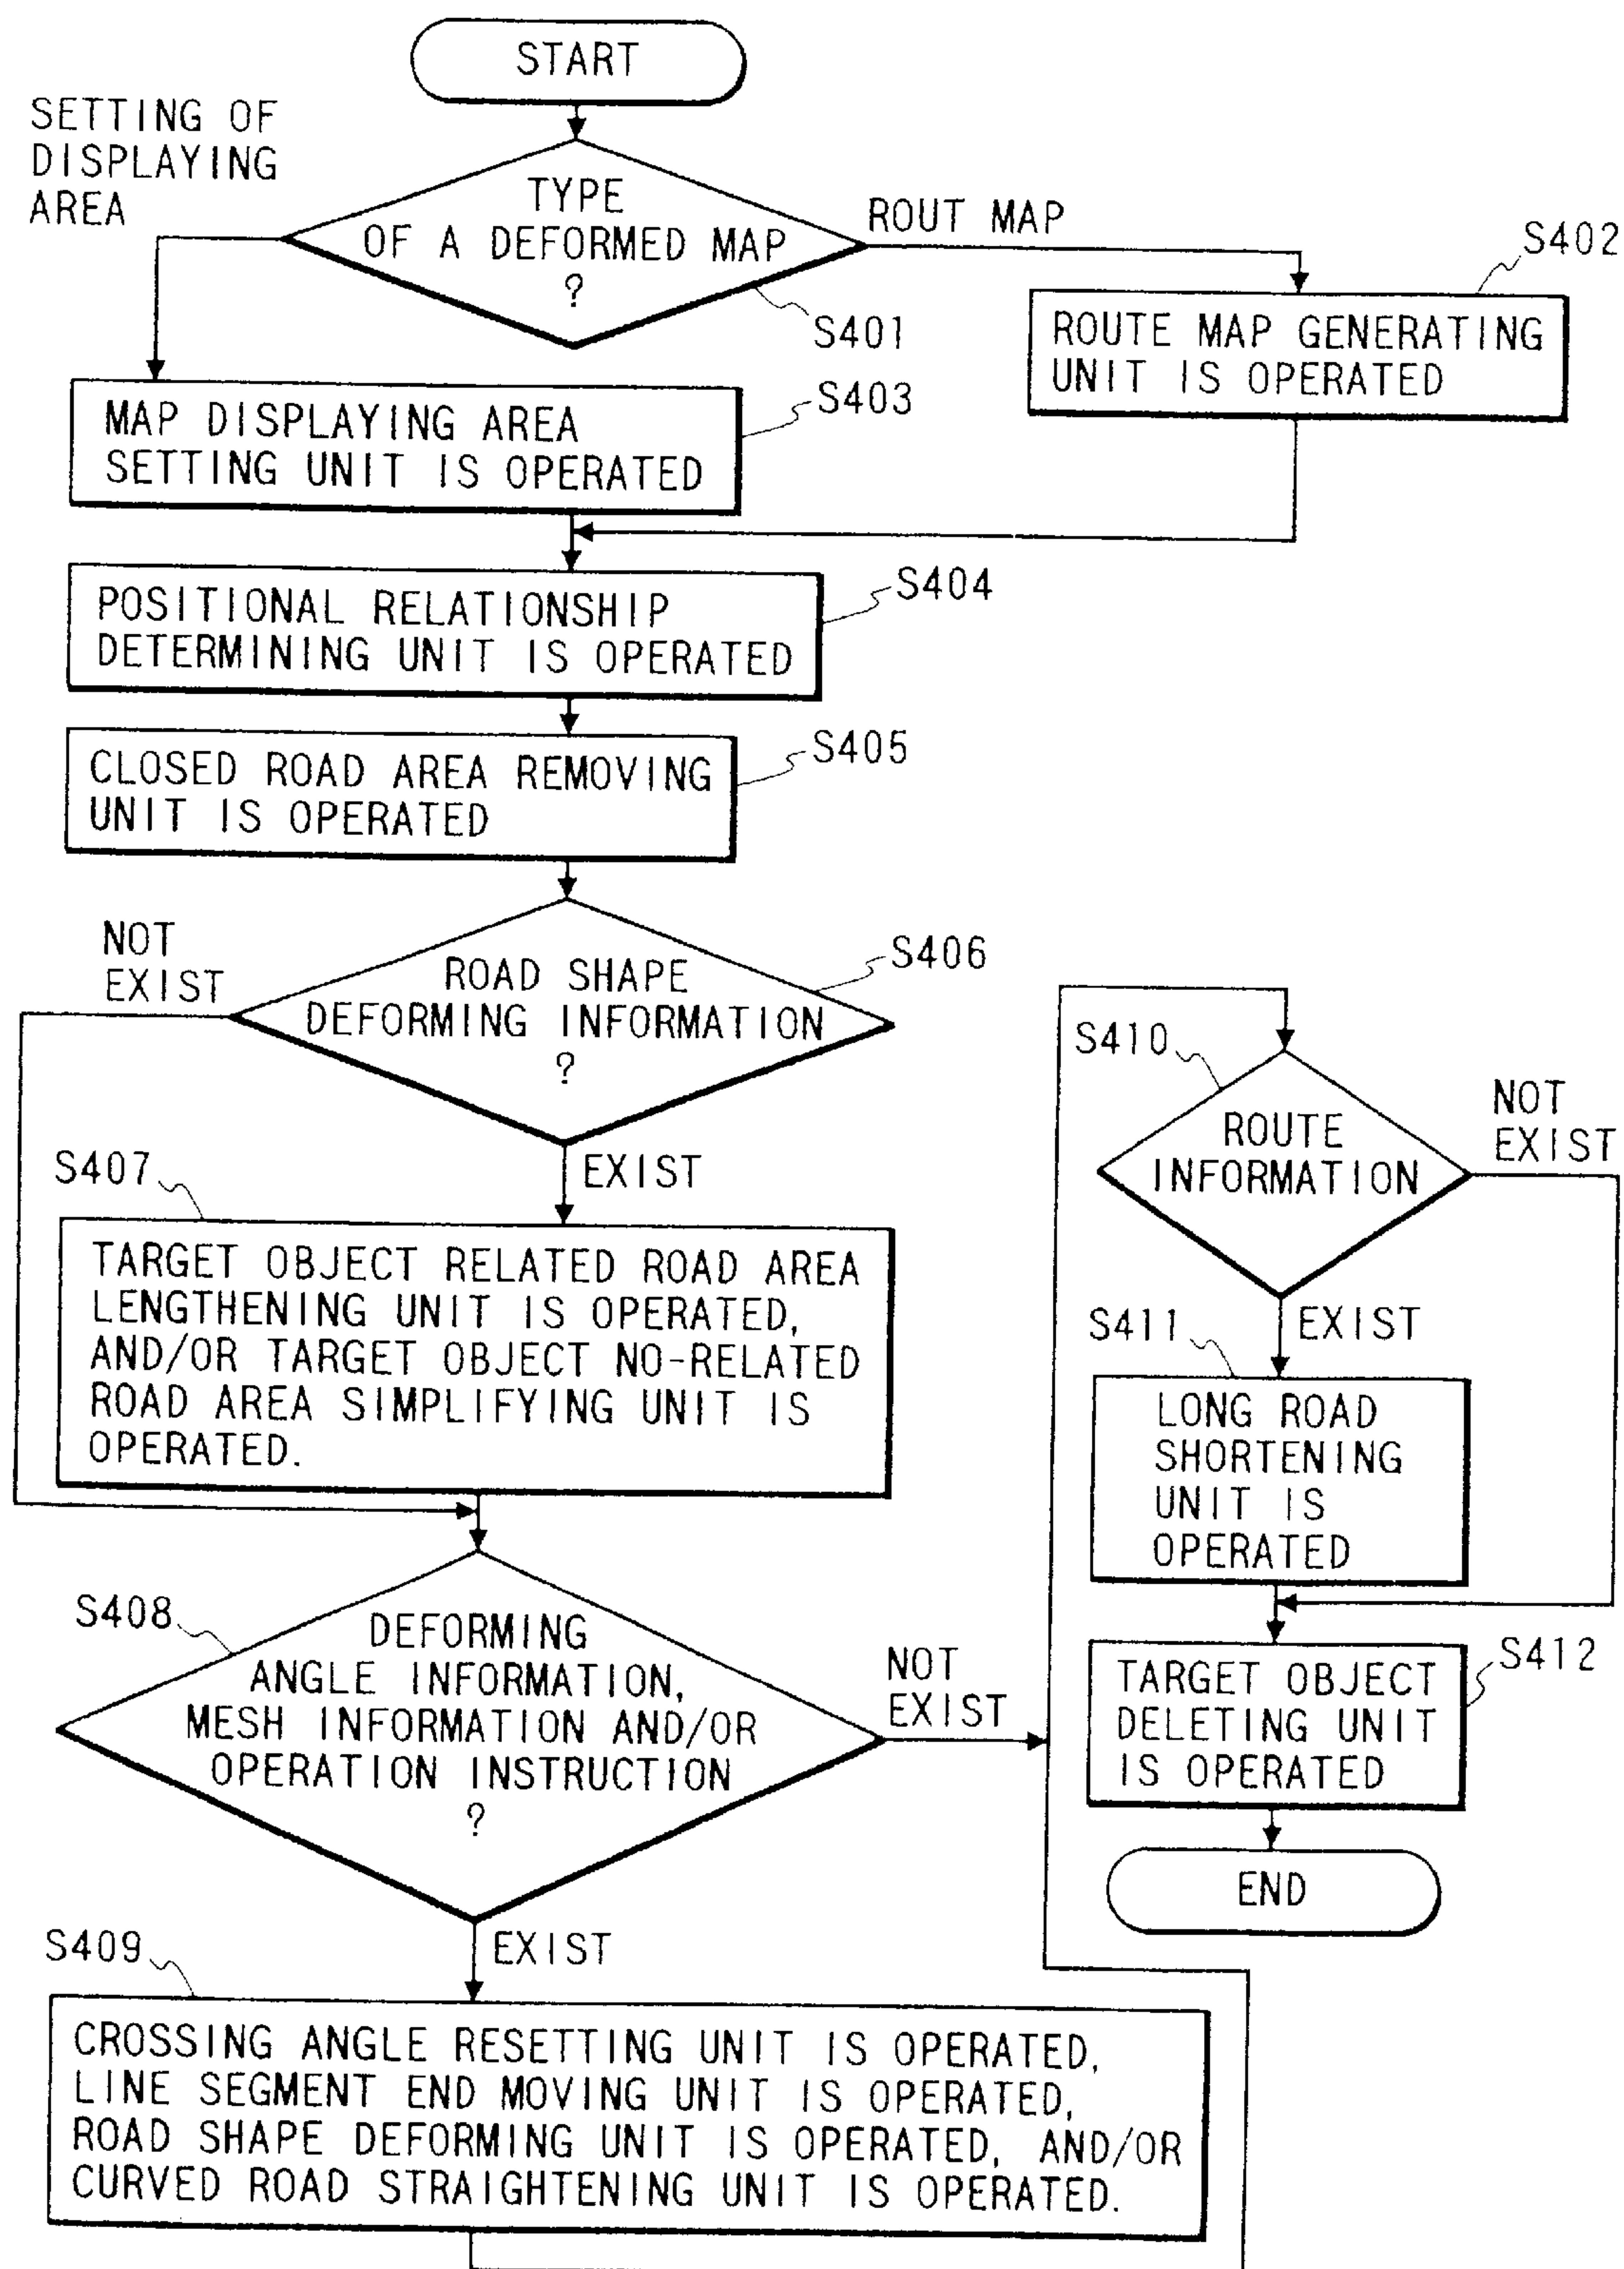 START
SETTING OF
DISPLAYING
AREA
TYPE
OF A DEFORMED MAP
?
ROUT MAP
S401
S402
ROUTE MAP GENERATING
UNIT IS OPERATED
S403
MAP DISPLAYING AREA
SETTING UNIT IS OPERATED
S404
POSITIONAL RELATIONSHIP
DETERMINING UNIT IS OPERATED
S405
CLOSED ROAD AREA REMOVING
UNIT IS OPERATED
NOT
EXIST
S406
ROAD SHAPE
DEFORMING INFORMATION
?
EXIST
S407
TARGET OBJECT RELATED ROAD AREA
LENGTHENING UNIT IS OPERATED,
AND/OR TARGET OBJECT NO-RELATED
ROAD AREA SIMPLIFYING UNIT IS
OPERATED.
S408
DEFORMING
ANGLE INFORMATION,
MESH INFORMATION AND/OR
OPERATION INSTRUCTION
?
NOT
EXIST
EXIST
S409
CROSSING ANGLE RESETTING UNIT IS OPERATED,
LINE SEGMENT END MOVING UNIT IS OPERATED,
ROAD SHAPE DEFORMING UNIT IS OPERATED, AND/OR
CURVED ROAD STRAIGHTENING UNIT IS OPERATED.
S410
ROUTE
INFORMATION
NOT
EXIST
EXIST
S411
LONG ROAD
SHORTENING
UNIT IS
OPERATED
S412
TARGET OBJECT
DELETING UNIT
IS OPERATED
END